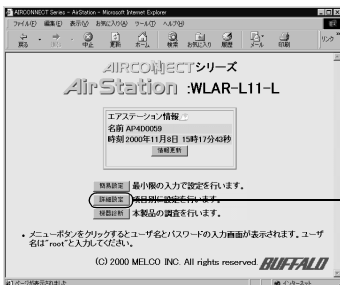 AIRCONNECT Series - AirStation - Microsoft Internet Explorer
ファイル(F) 編集(E) 表示(V) お気に入り(A) ツール(T) ヘルプ(H)
戻る 進む 中止 更新 ホーム 検索 お気に入り 履歴 メール 印刷 リンク
AIRCONNECTシリーズ
AirStation :WLAR-L11-L
エアステーション情報
名前 AP4D0059
時刻 2000年11月8日 15時17分43秒
情報更新
簡易設定 最小限の入力で設定を行います。
詳細設定 項目別に設定を行います。
機器診断 本製品の調査を行います。
• メニューボタンをクリックするとユーザ名とパスワードの入力画面が表示されます。ユーザ
名は"root"と入力してください。
(C) 2000 MELCO INC. All rights reserved. BUFFALO
ページが表示されました
インターネット